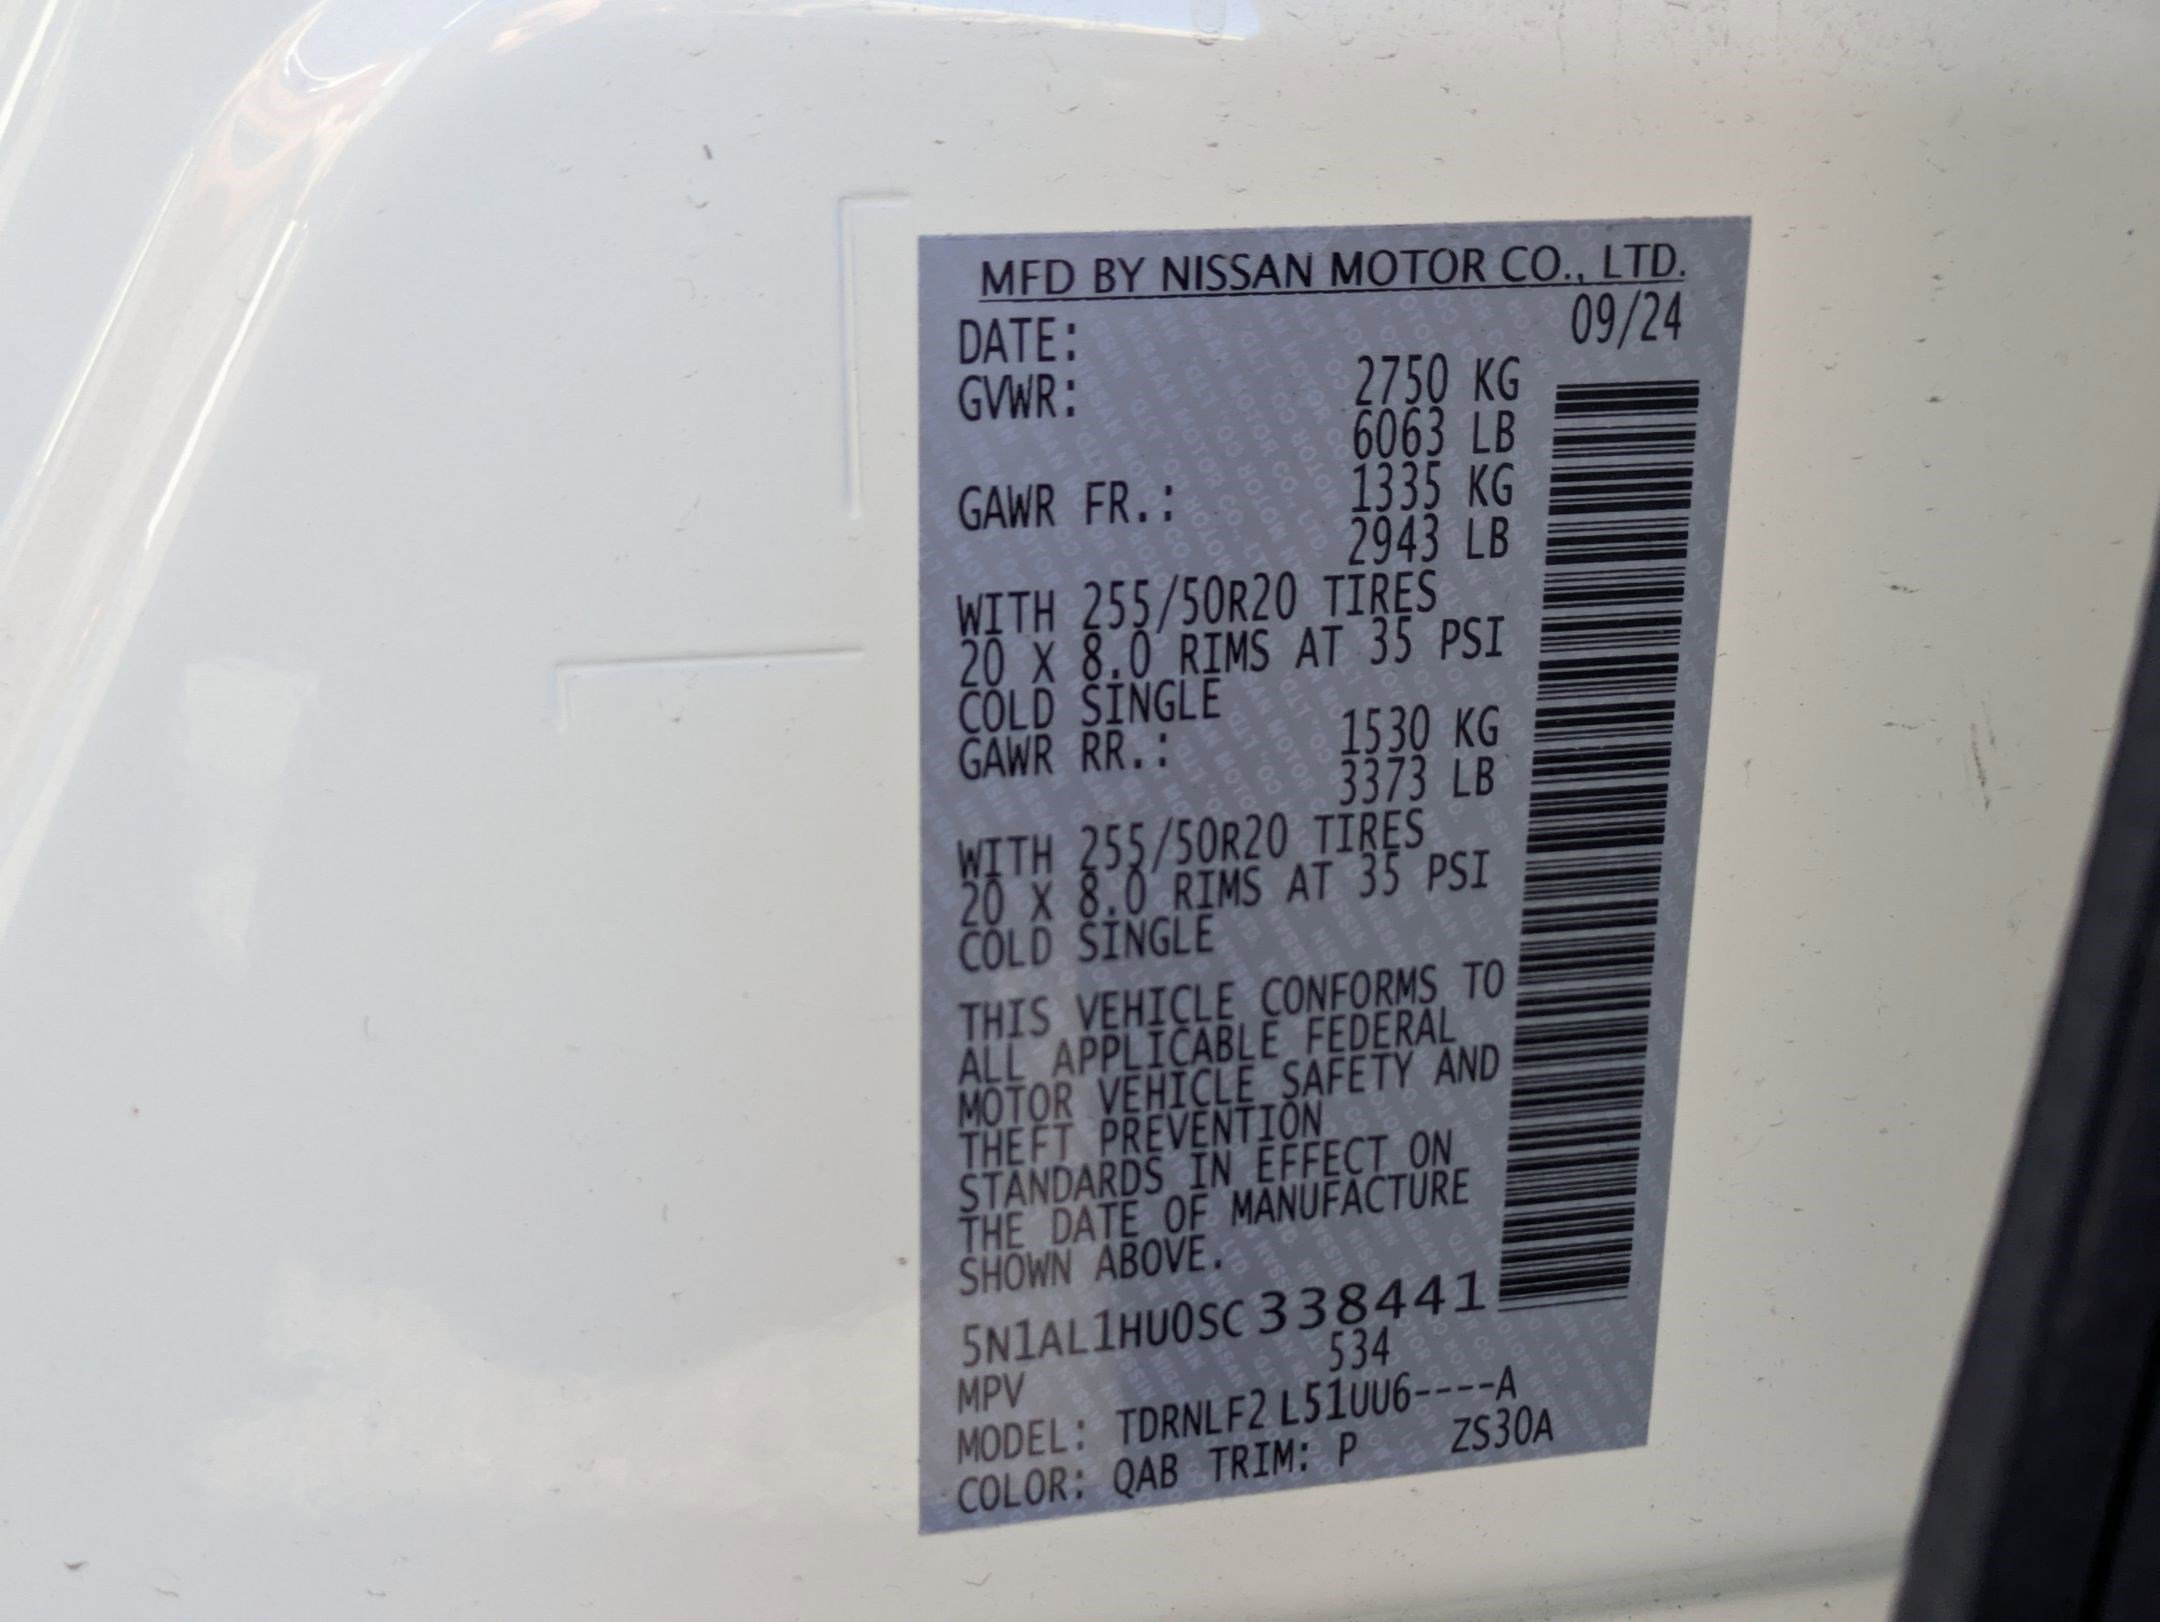 MFD BY NISSAN MOTOR CO., LTD.
DATE: 09/24
GVWR: 2750 KG
6063 LB
GAWR FR.: 1335 KG
2943 LB
WITH 255/50R20 TIRES
20 X 8.0 RIMS AT 35 PSI
COLD SINGLE
GAWR RR.: 1530 KG
3373 LB
WITH 255/50R20 TIRES
20 X 8.0 RIMS AT 35 PSI
COLD SINGLE
THIS VEHICLE CONFORMS TO
ALL APPLICABLE FEDERAL
MOTOR VEHICLE SAFETY AND
THEFT PREVENTION
STANDARDS IN EFFECT ON
THE DATE OF MANUFACTURE
SHOWN ABOVE.
5N1AL1HU0SC338441
MPV 534
MODEL: TDRNLF2 L51UU6----A
COLOR: QAB TRIM: P ZS30A